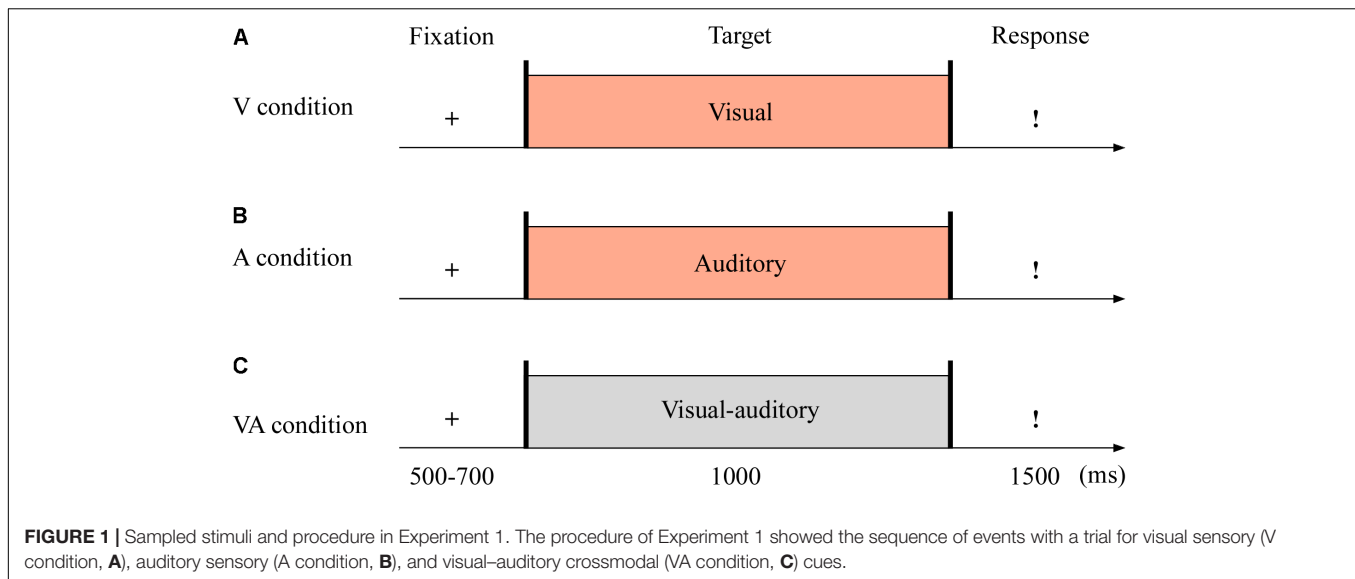 A Fixation Target Response
V condition + Visual !
B
A condition + Auditory !
C
VA condition + Visual-auditory !
500-700 1000 1500 (ms)
FIGURE 1 | Sampled stimuli and procedure in Experiment 1. The procedure of Experiment 1 showed the sequence of events with a trial for visual sensory (V
condition, A), auditory sensory (A condition, B), and visual–auditory crossmodal (VA condition, C) cues.